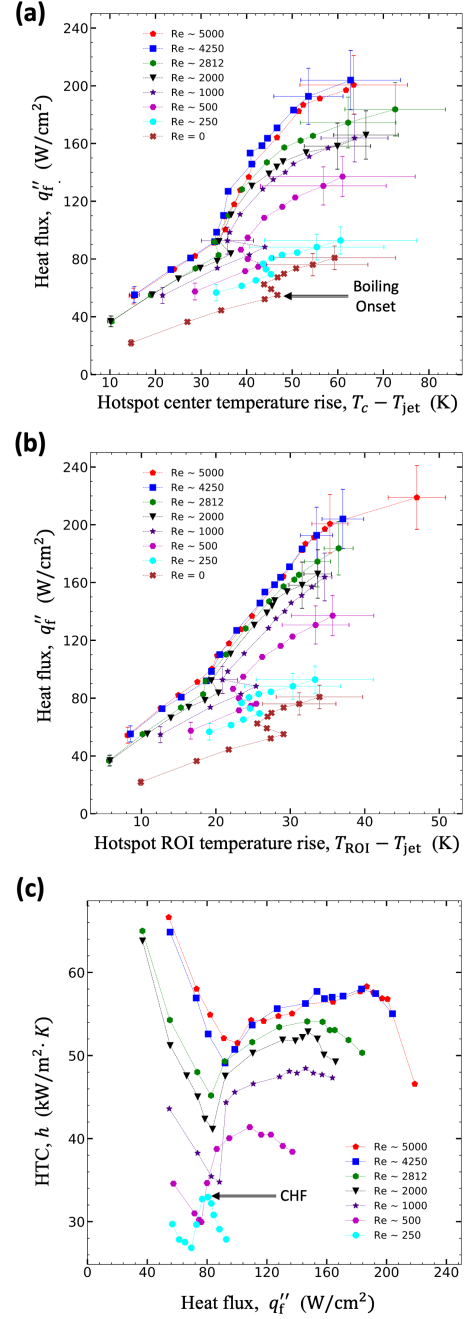 (a)
Re ~ 5000
Re ~ 4250
Re ~ 2812
Re ~ 2000
Re ~ 1000
Re ~ 500
Re ~ 250
Re = 0
Boiling
Onset
240
200
160
120
80
40
0
10 20 30 40 50 60 70 80
Heat flux, q″f (W/cm²)
Hotspot center temperature rise, Tc − Tjet (K)
(b)
Re ~ 5000
Re ~ 4250
Re ~ 2812
Re ~ 2000
Re ~ 1000
Re ~ 500
Re ~ 250
Re = 0
240
200
160
120
80
40
0
10 20 30 40 50
Heat flux, q″f (W/cm²)
Hotspot ROI temperature rise, TROI − Tjet (K)
(c)
60
50
40
30
HTC, h (kW/m² · K)
CHF
Re ~ 5000
Re ~ 4250
Re ~ 2812
Re ~ 2000
Re ~ 1000
Re ~ 500
Re ~ 250
0 40 80 120 160 200 240
Heat flux, q″f (W/cm²)